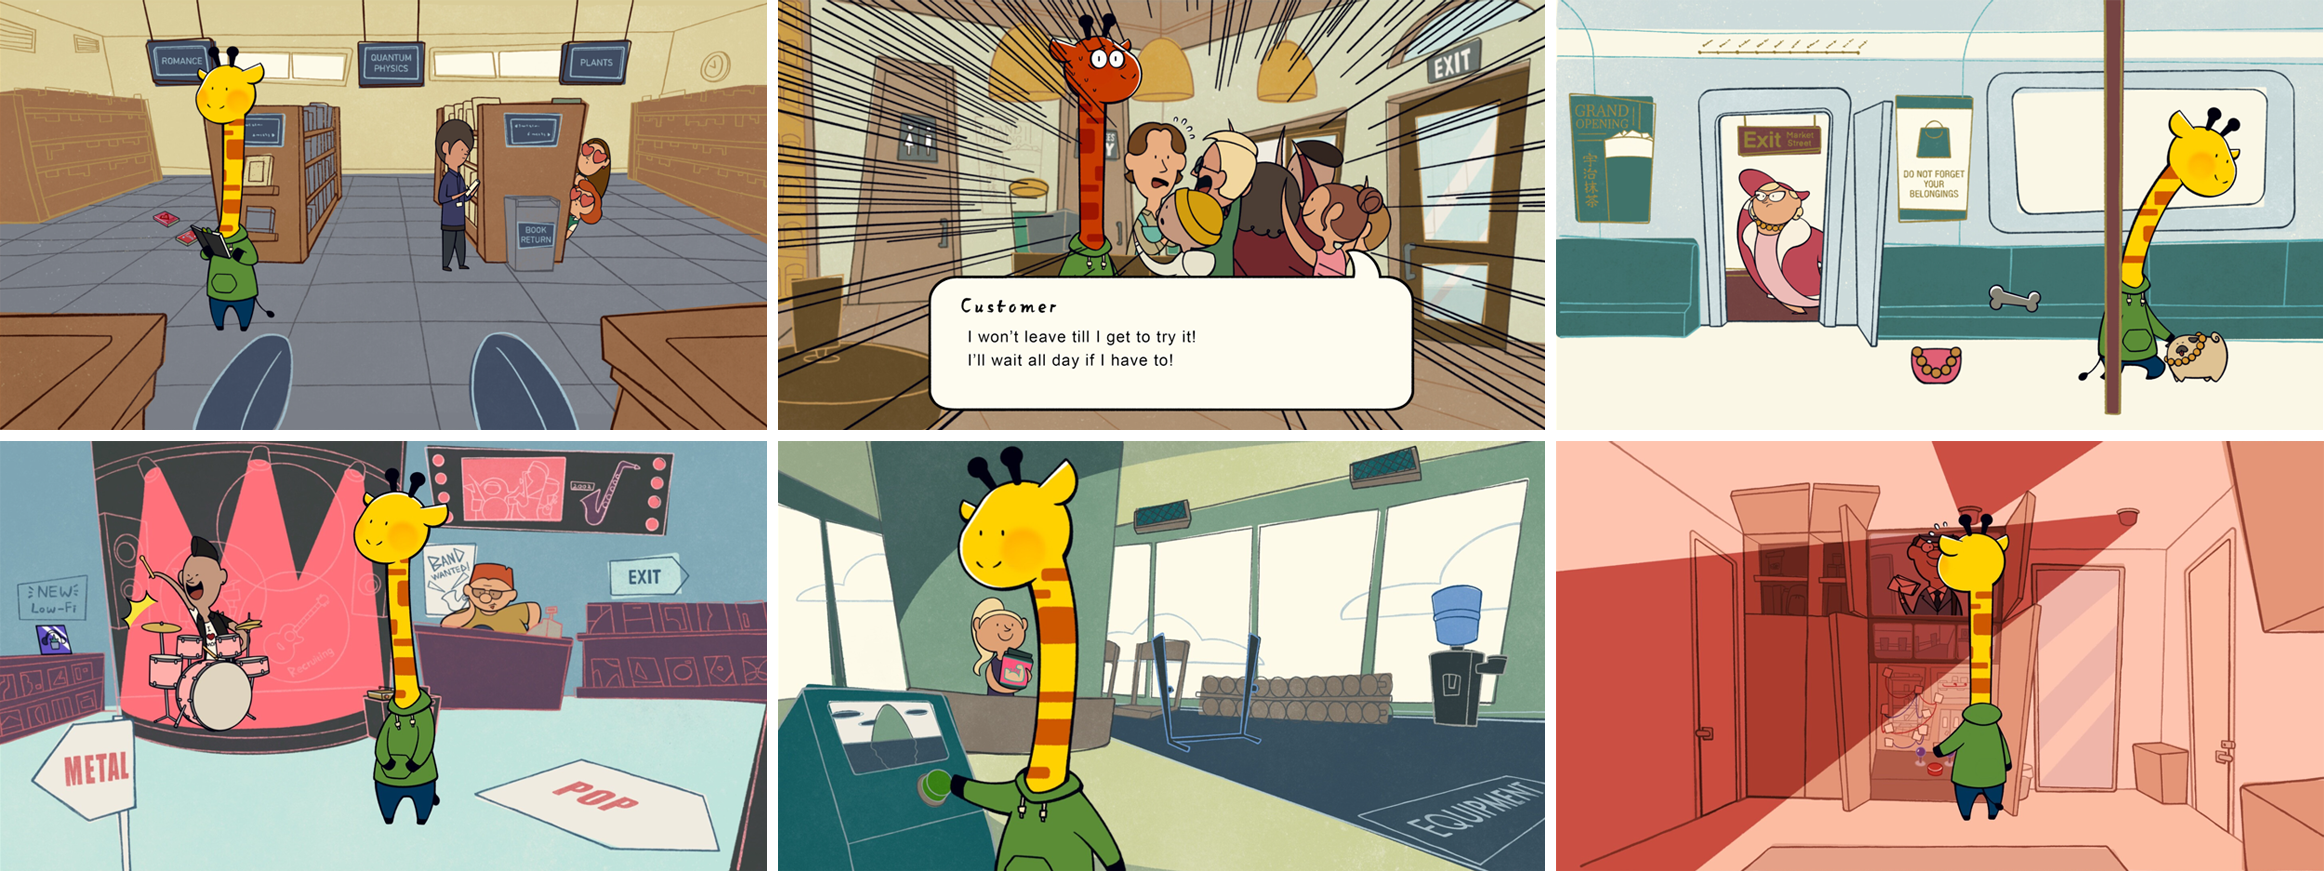 ROMANCE
QUANTUM
PHYSICS
PLANTS
BOOK
RETURN
EXIT
Customer
I won't leave till I get to try it!
I'll wait all day if I have to!
GRAND
OPENING
宇治抹茶
Exit Market
Street
DO NOT FORGET
YOUR
BELONGINGS
NEW
Low-Fi
BAND
WANTED!
EXIT
Recruiting
METAL
POP
EQUIPMENT